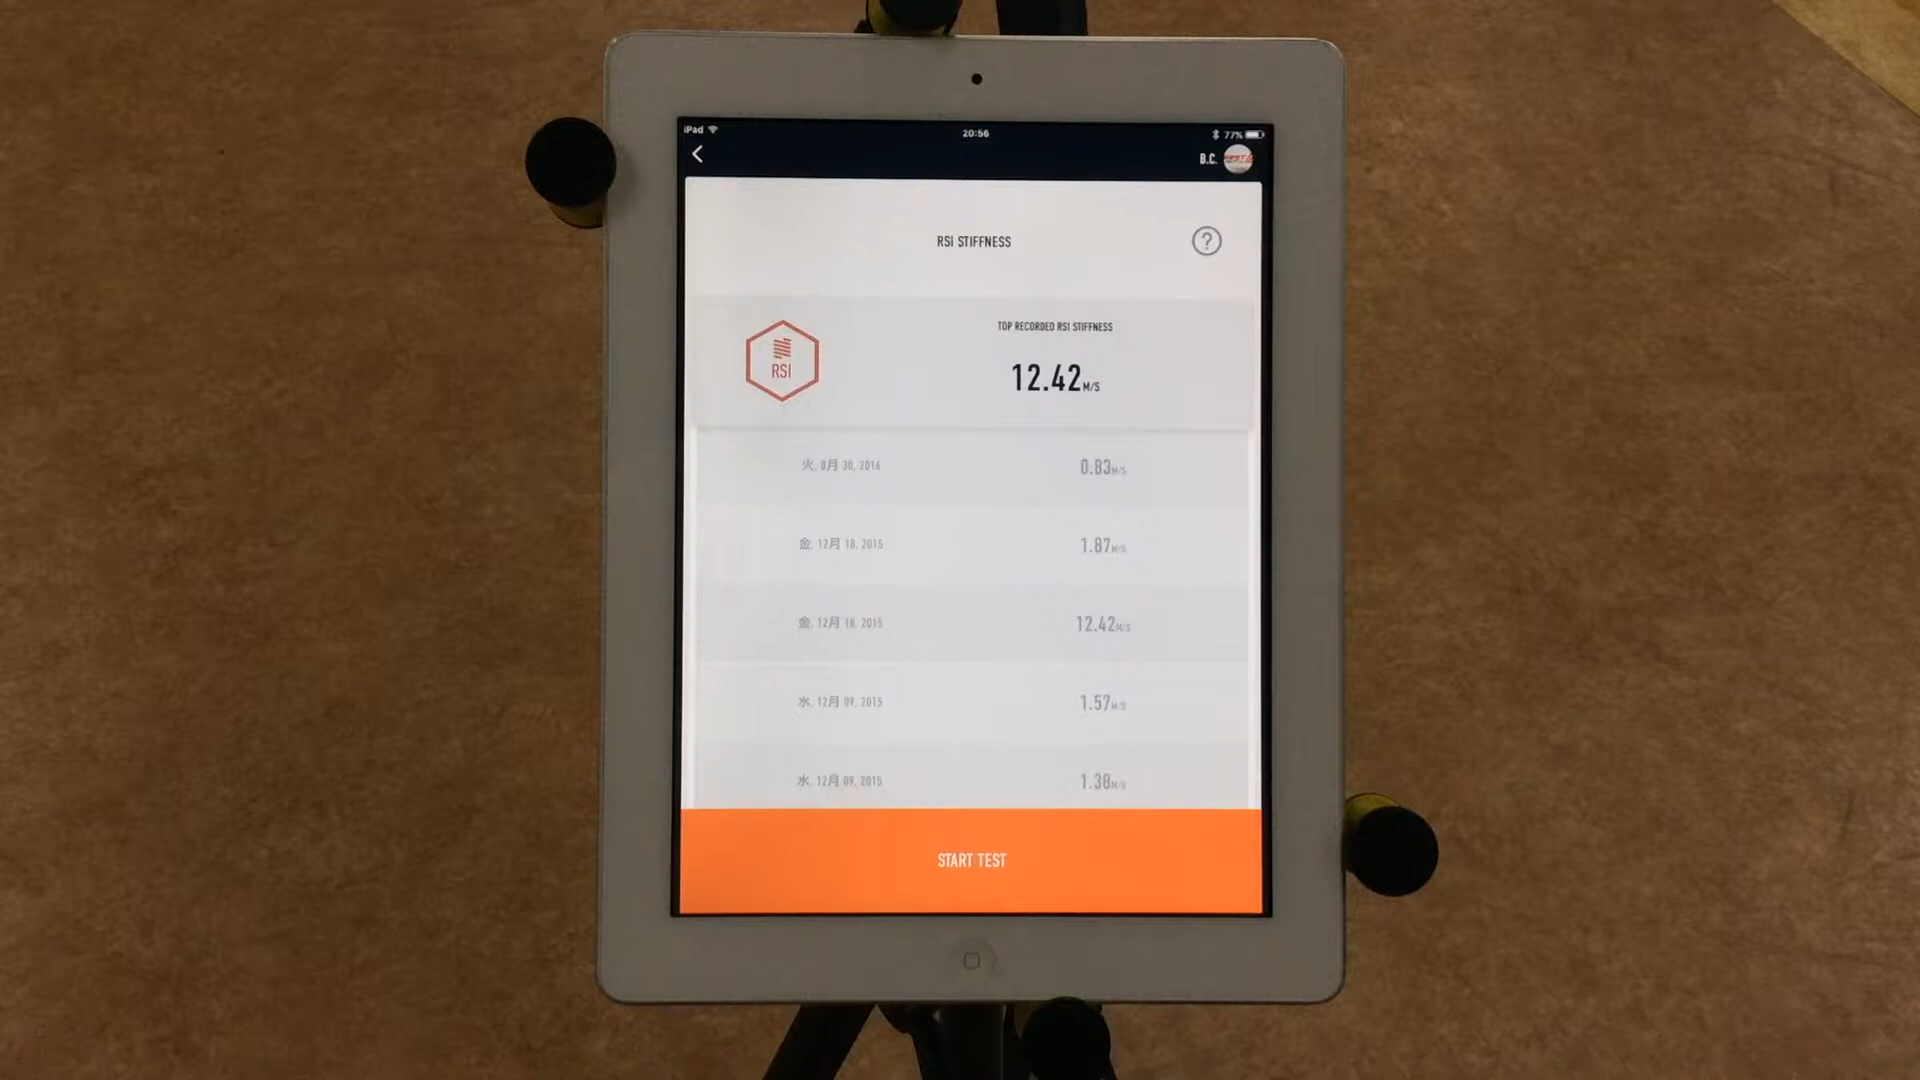 iPad
20:56
77%
B.C.
RSI STIFFNESS
?
TOP RECORDED RSI STIFFNESS
RSI
12.42M/S
火, 8月 30, 2016
0.83M/S
金, 12月 18, 2015
1.87M/S
金, 12月 18, 2015
12.42M/S
水, 12月 09, 2015
1.57M/S
水, 12月 09, 2015
1.38M/S
START TEST